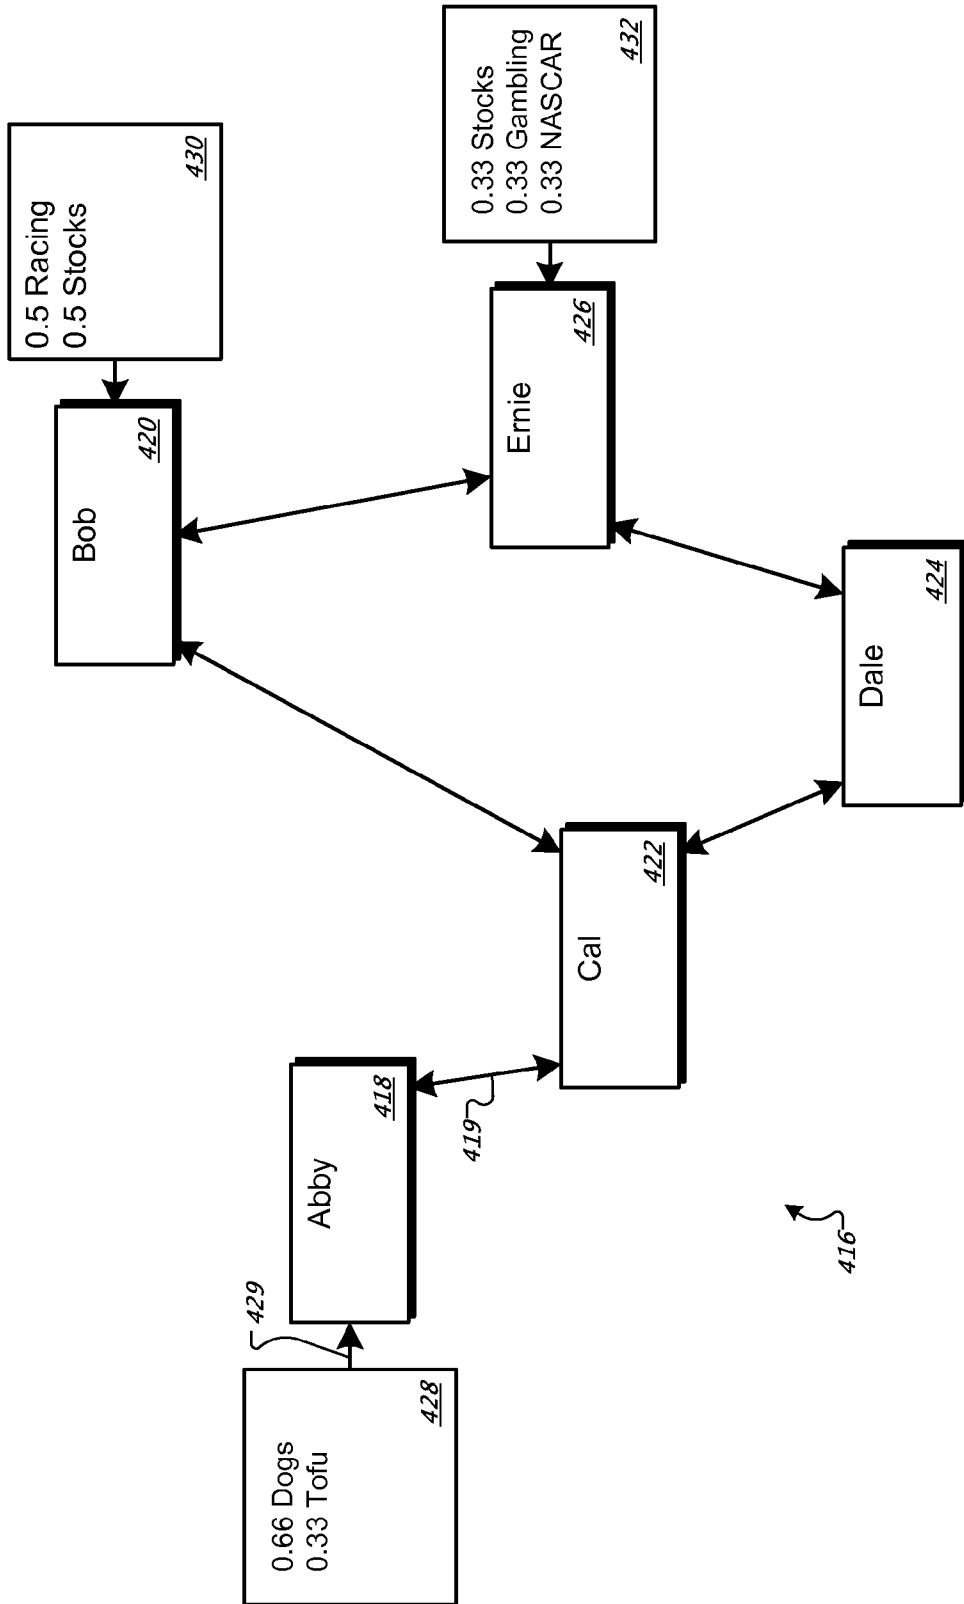 0.66 Dogs
0.33 Tofu
428
429
Abby
418
419
Cal
422
Bob
420
0.5 Racing
0.5 Stocks
430
Ernie
426
0.33 Stocks
0.33 Gambling
0.33 NASCAR
432
Dale
424
416